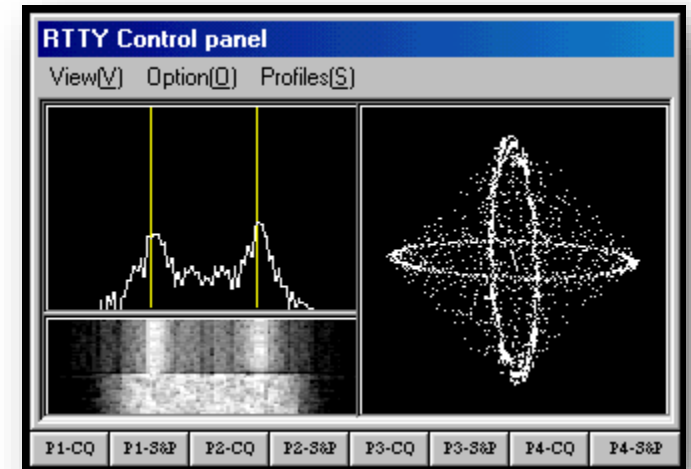 RTTY Control panel
View(V) Option(O) Profiles(S)
P1-CQ P1-S&P P2-CQ P2-S&P P3-CQ P3-S&P P4-CQ P4-S&P